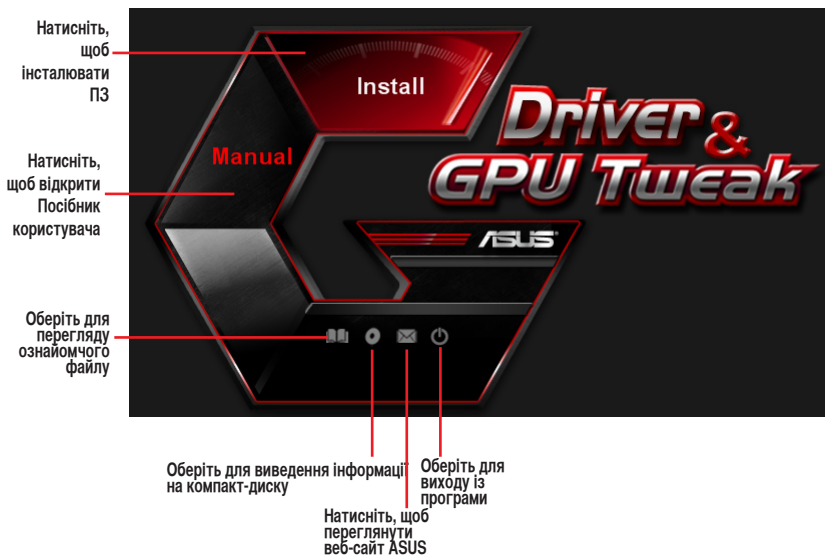 Натисніть,
щоб
інсталювати
ПЗ
Install
Driver &
GPU Tweak
Manual
Натисніть,
щоб відкрити
Посібник
користувача
ASUS
Оберіть для
перегляду
ознайомчого
файлу
Оберіть для виведення інформації
на компакт-диску
Оберіть для
виходу із
програми
Натисніть, щоб
переглянути
веб-сайт ASUS